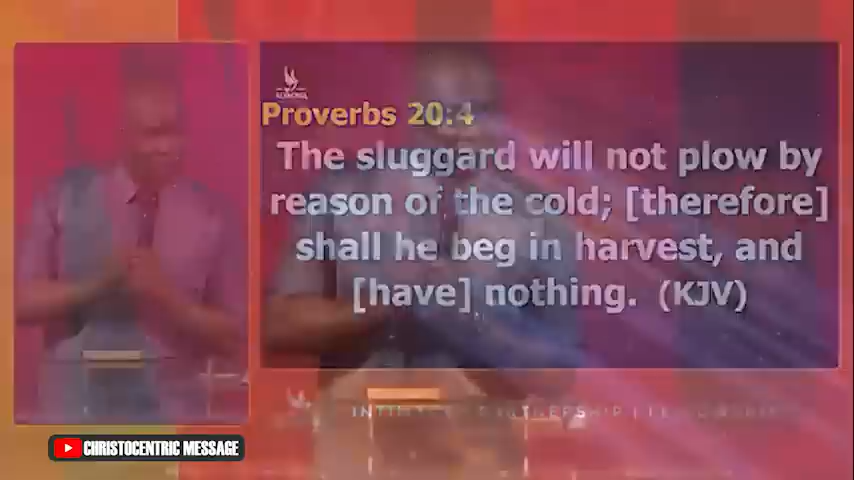 Proverbs 20:4
The sluggard will not plow by
reason of the cold; [therefore]
shall he beg in harvest, and
[have] nothing. (KJV)
CHRISTOCENTRIC MESSAGE